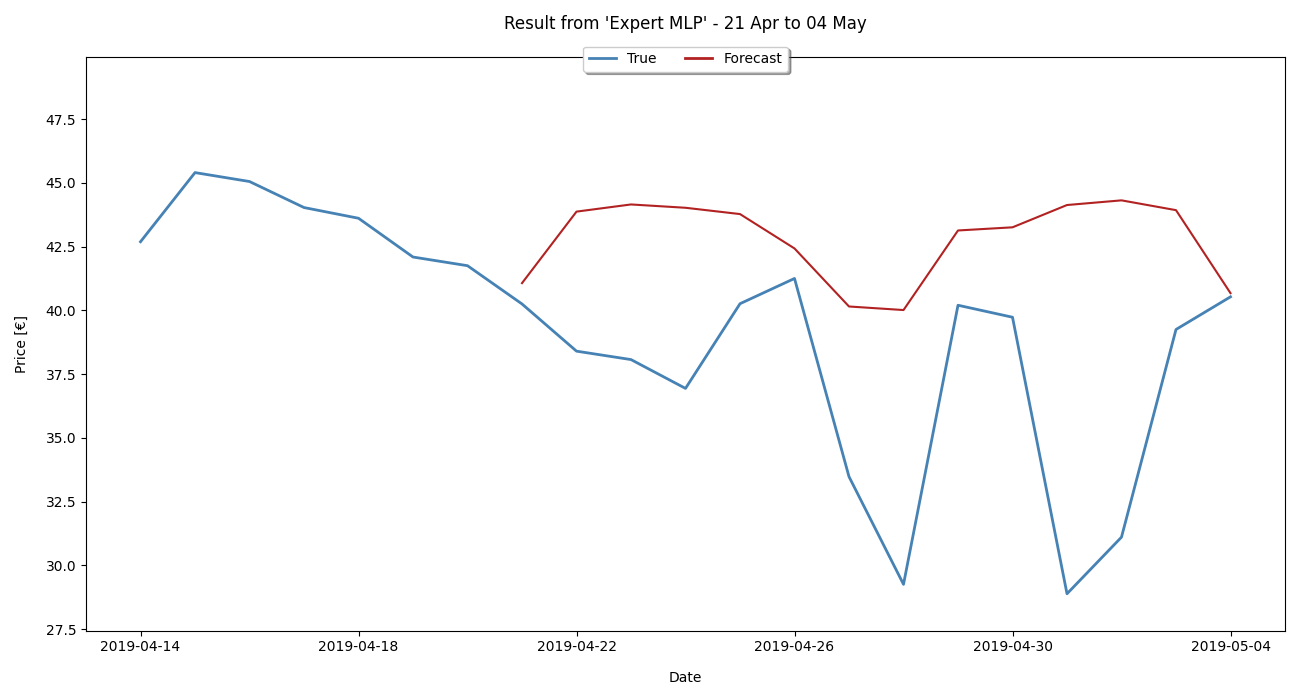 Result from 'Expert MLP' - 21 Apr to 04 May
True Forecast
47.5
45.0
42.5
40.0
37.5
35.0
32.5
30.0
27.5
Price [€]
2019-04-14 2019-04-18 2019-04-22 2019-04-26 2019-04-30 2019-05-04
Date